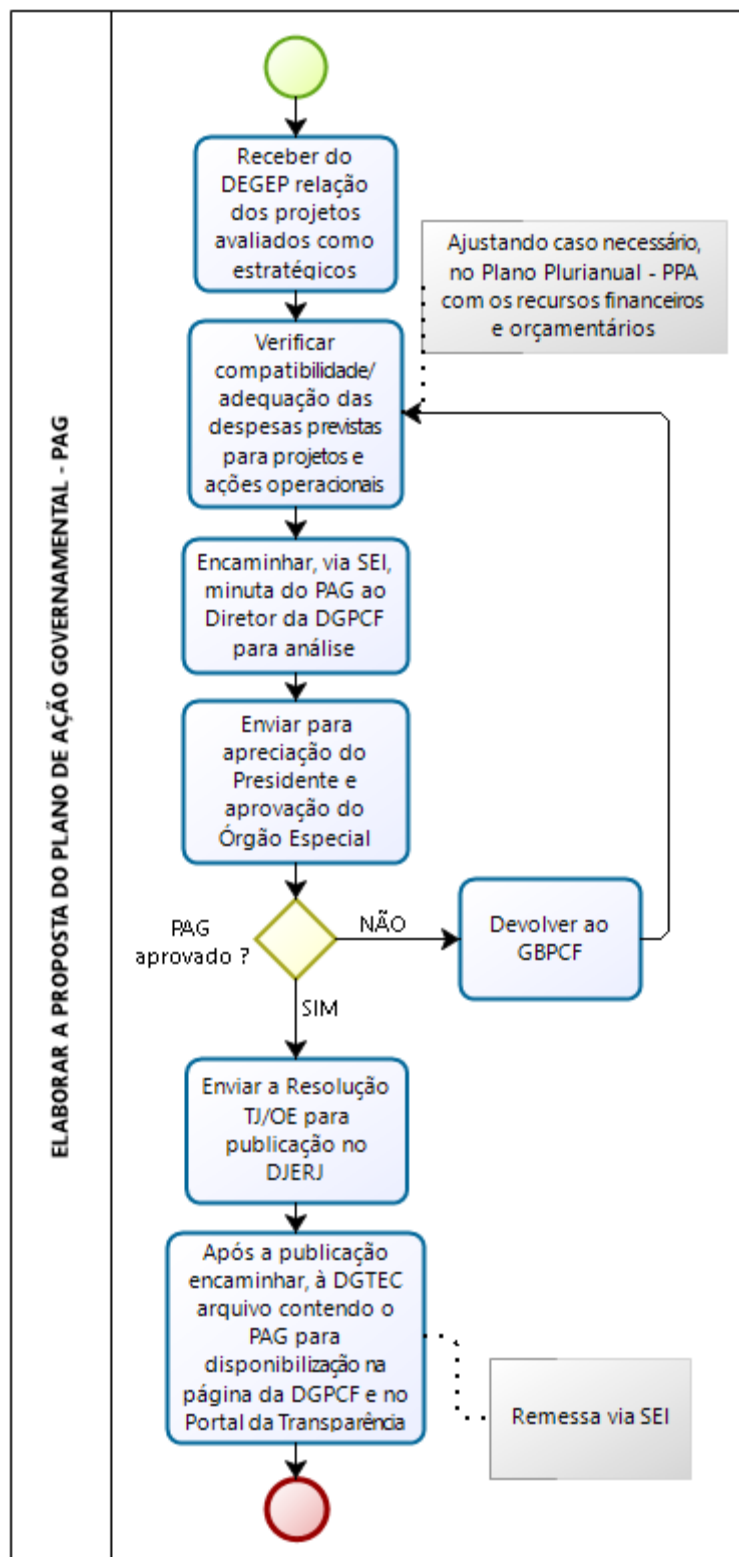 ELABORAR A PROPOSTA DO PLANO DE AÇÃO GOVERNAMENTAL - PAG
Receber do
DEGEP relação
dos projetos
avaliados como
estratégicos
Ajustando caso necessário,
no Plano Plurianual - PPA
com os recursos financeiros
e orçamentários
Verificar
compatibilidade/
adequação das
despesas previstas
para projetos e
ações operacionais
Encaminhar, via SEI,
minuta do PAG ao
Diretor da DGPCF
para análise
Enviar para
apreciação do
Presidente e
aprovação do
Órgão Especial
PAG
aprovado ?
NÃO
Devolver ao
GBPCF
SIM
Enviar a Resolução
TJ/OE para
publicação no
DJERJ
Após a publicação
encaminhar, à DGTEC
arquivo contendo o
PAG para
disponibilização na
página da DGPCF e no
Portal da Transparência
Remessa via SEI